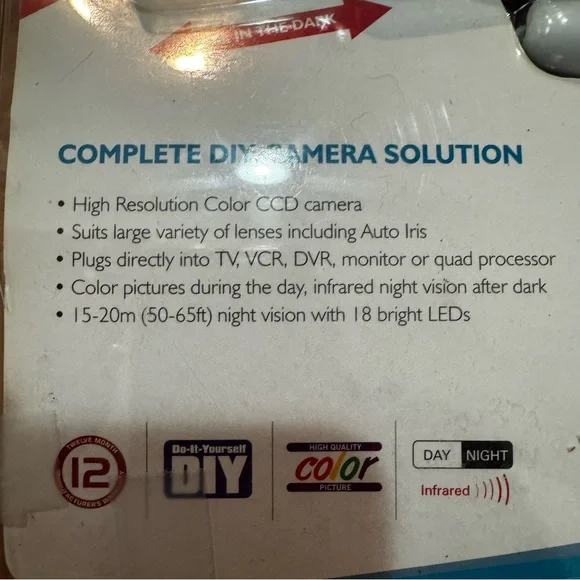 IN THE DARK
COMPLETE DIY CAMERA SOLUTION
• High Resolution Color CCD camera
• Suits large variety of lenses including Auto Iris
• Plugs directly into TV, VCR, DVR, monitor or quad processor
• Color pictures during the day, infrared night vision after dark
• 15-20m (50-65ft) night vision with 18 bright LEDs
TWELVE MONTH
12
MANUFACTURER'S
Do-It-Yourself
DIY
HIGH QUALITY
color
PICTURE
DAY NIGHT
Infrared